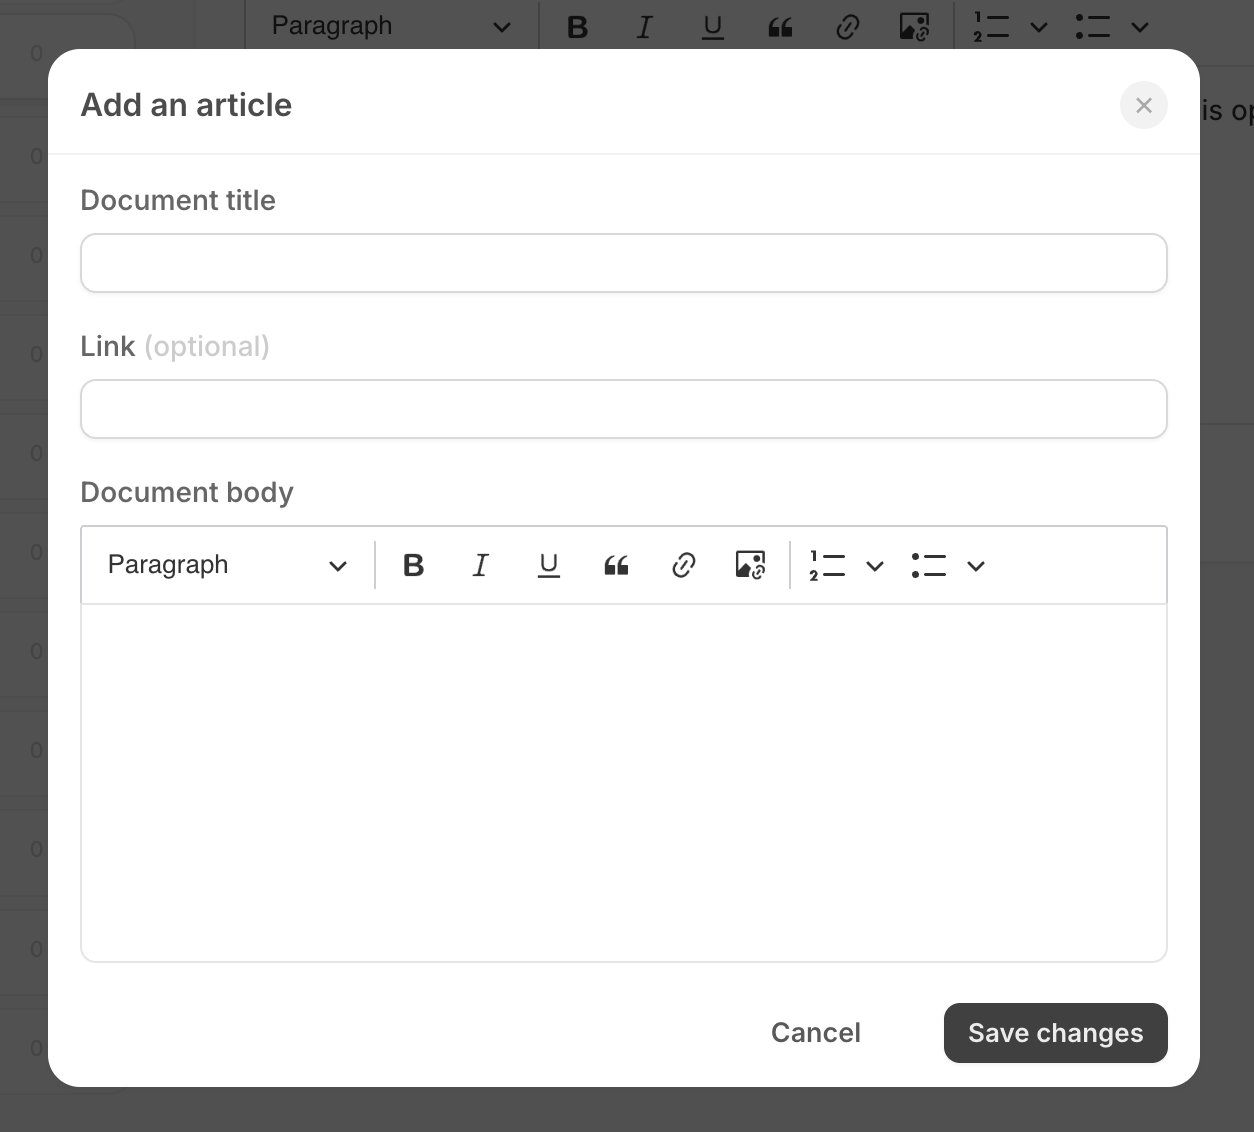 Paragraph
is op
Add an article
Document title
Link (optional)
Document body
Paragraph
Cancel
Save changes
0
0
0
0
0
0
0
0
0
0
0